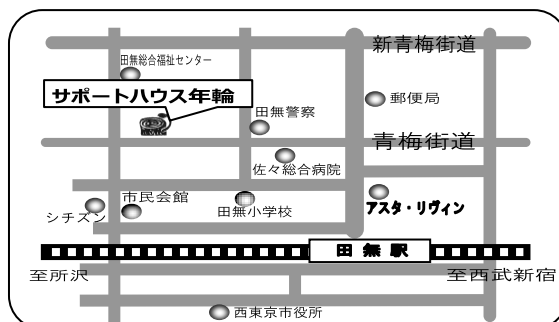 新青梅街道
田無総合福祉センター
サポートハウス年輪
郵便局
田無警察
青梅街道
佐々総合病院
市民会館
田無小学校
アスタ・リヴィン
シチズン
田無駅
至所沢
至西武新宿
西東京市役所